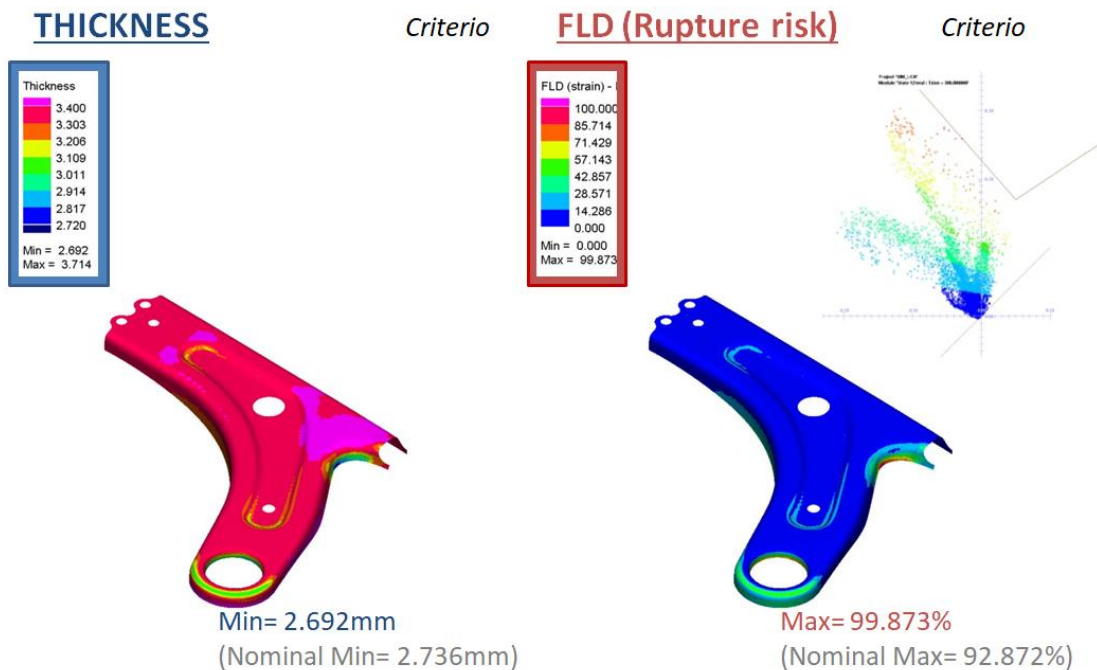 THICKNESS
Criterio
FLD (Rupture risk)
Criterio
Thickness
3.400
3.303
3.206
3.109
3.011
2.914
2.817
2.720
Min = 2.692
Max = 3.714
FLD (strain) -
100.000
85.714
71.429
57.143
42.857
28.571
14.286
0.000
Min = 0.000
Max = 99.873
Min= 2.692mm
(Nominal Min= 2.736mm)
Max= 99.873%
(Nominal Max= 92.872%)